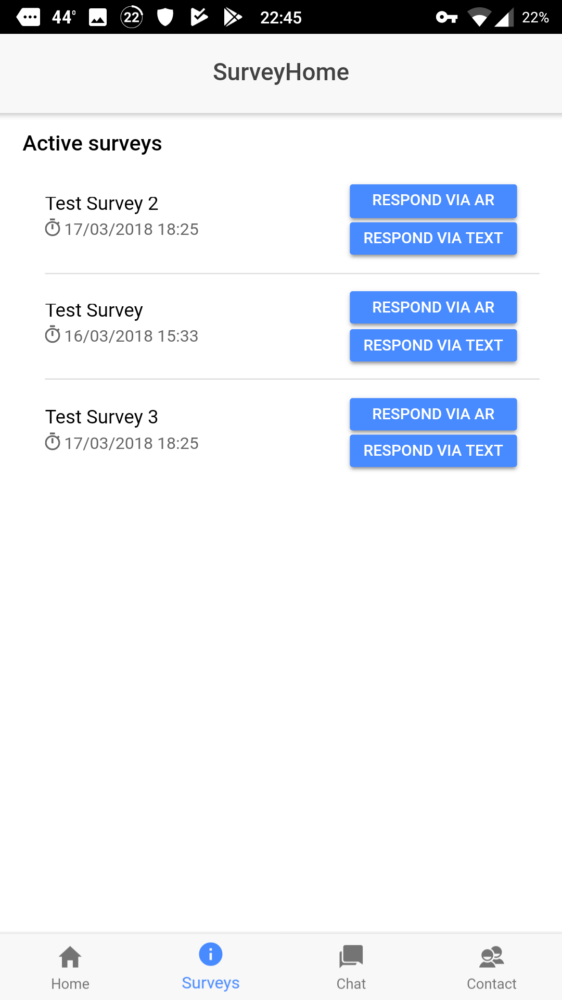 44° 22 22:45 22%
SurveyHome
Active surveys
Test Survey 2
17/03/2018 18:25
RESPOND VIA AR
RESPOND VIA TEXT
Test Survey
16/03/2018 15:33
RESPOND VIA AR
RESPOND VIA TEXT
Test Survey 3
17/03/2018 18:25
RESPOND VIA AR
RESPOND VIA TEXT
Home Surveys Chat Contact